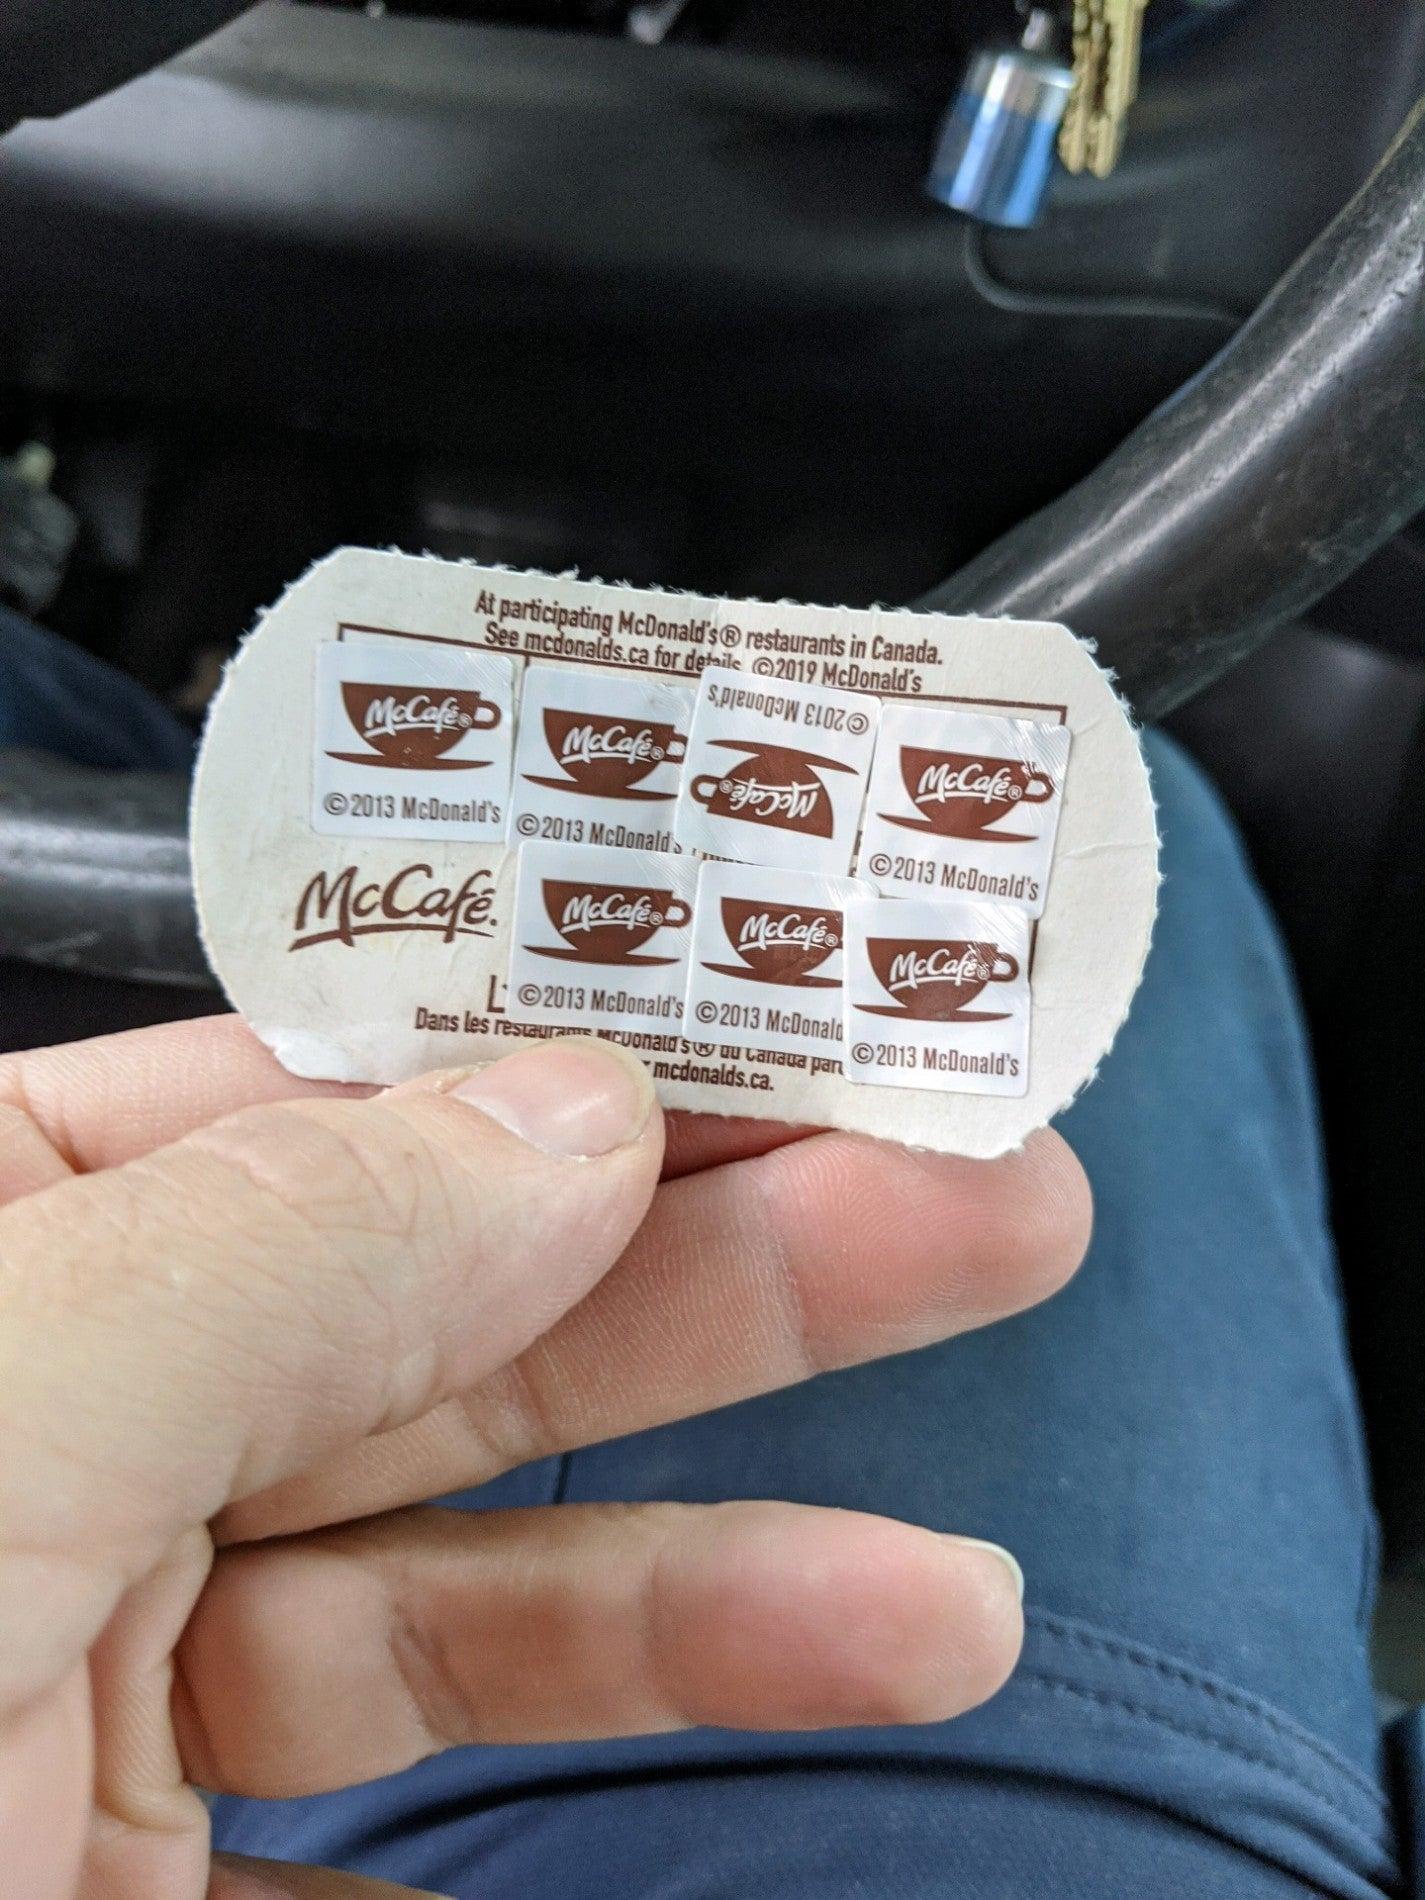 At participating McDonald's® restaurants in Canada.
See mcdonalds.ca for details. ©2019 McDonald's
McCafé®
©2013 McDonald's
McCafé®
©2013 McDonald's
©2013 McDonald's
McCafé®
McCafé®
©2013 McDonald's
McCafé.
McCafé®
©2013 McDonald's
McCafé®
©2013 McDonald
McCafé®
©2013 McDonald's
L'
Dans les restaurants McDonald's® du Canada par
mcdonalds.ca.